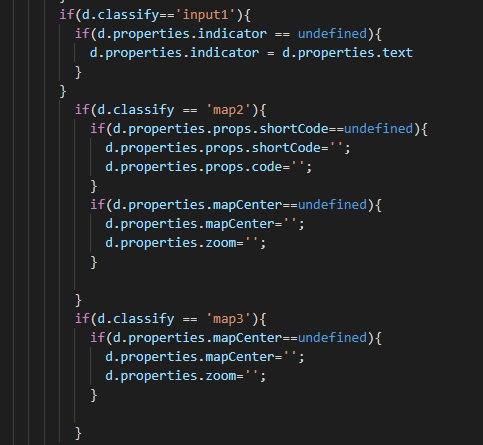 if(d.classify=='input1'){
if(d.properties.indicator == undefined){
d.properties.indicator = d.properties.text
}
}
if(d.classify == 'map2'){
if(d.properties.props.shortCode==undefined){
d.properties.props.shortCode='';
d.properties.props.code='';
}
if(d.properties.mapCenter==undefined){
d.properties.mapCenter='';
d.properties.zoom='';
}
}
if(d.classify == 'map3'){
if(d.properties.mapCenter==undefined){
d.properties.mapCenter='';
d.properties.zoom='';
}
}